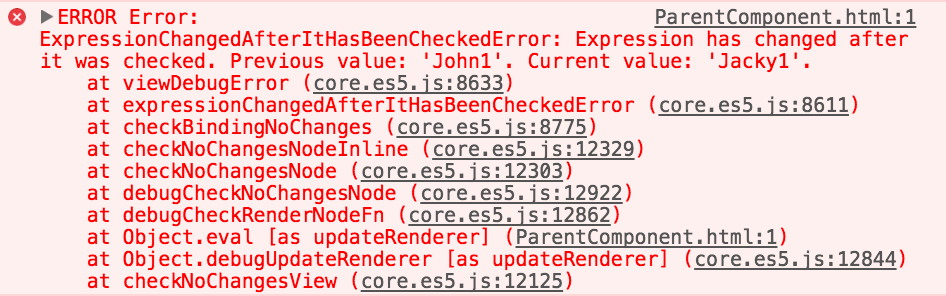 ▶ERROR Error: ParentComponent.html:1
ExpressionChangedAfterItHasBeenCheckedError: Expression has changed after
it was checked. Previous value: 'John1'. Current value: 'Jacky1'.
at viewDebugError (core.es5.js:8633)
at expressionChangedAfterItHasBeenCheckedError (core.es5.js:8611)
at checkBindingNoChanges (core.es5.js:8775)
at checkNoChangesNodeInline (core.es5.js:12329)
at checkNoChangesNode (core.es5.js:12303)
at debugCheckNoChangesNode (core.es5.js:12922)
at debugCheckRenderNodeFn (core.es5.js:12862)
at Object.eval [as updateRenderer] (ParentComponent.html:1)
at Object.debugUpdateRenderer [as updateRenderer] (core.es5.js:12844)
at checkNoChangesView (core.es5.js:12125)